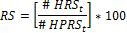 RS = [# HRS_t / # HPRS_t] * 100